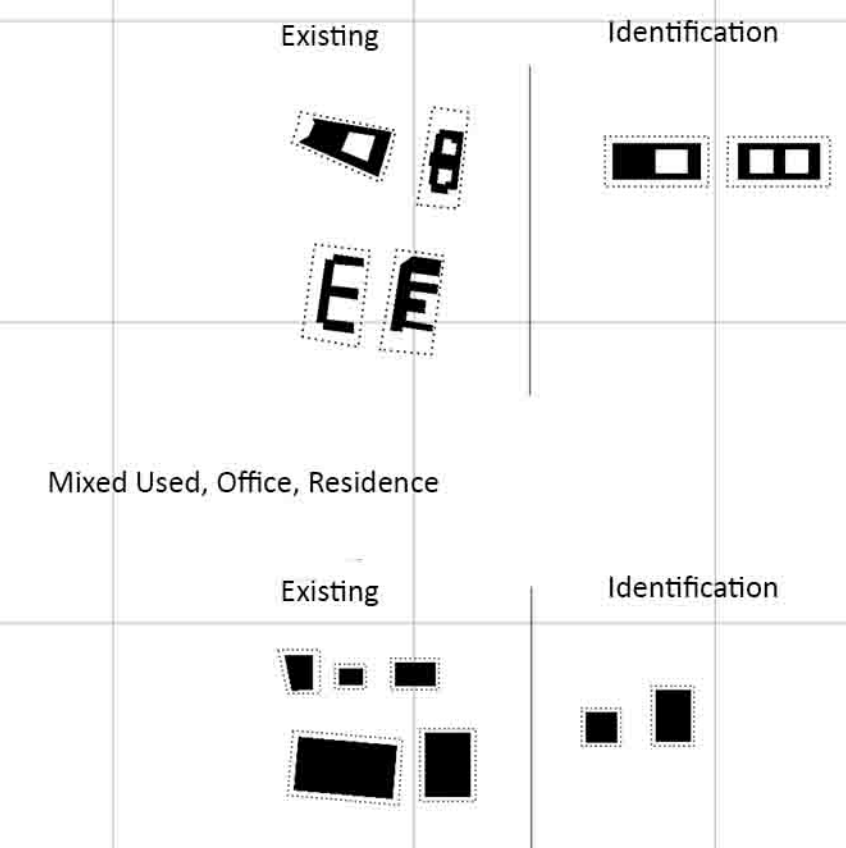 Existing
Identification
Mixed Used, Office, Residence
Existing
Identification